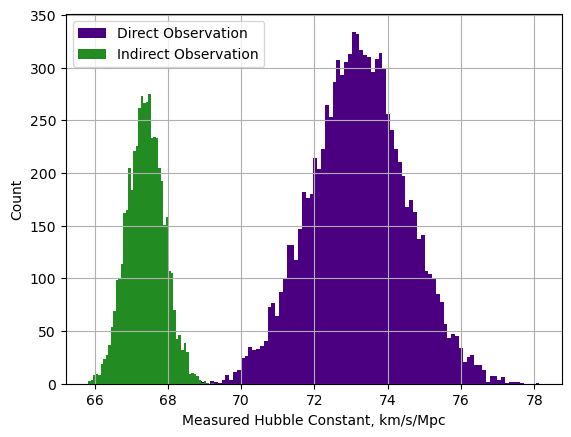 Direct Observation
Indirect Observation
350
300
250
200
150
100
50
0
Count
66 68 70 72 74 76 78
Measured Hubble Constant, km/s/Mpc